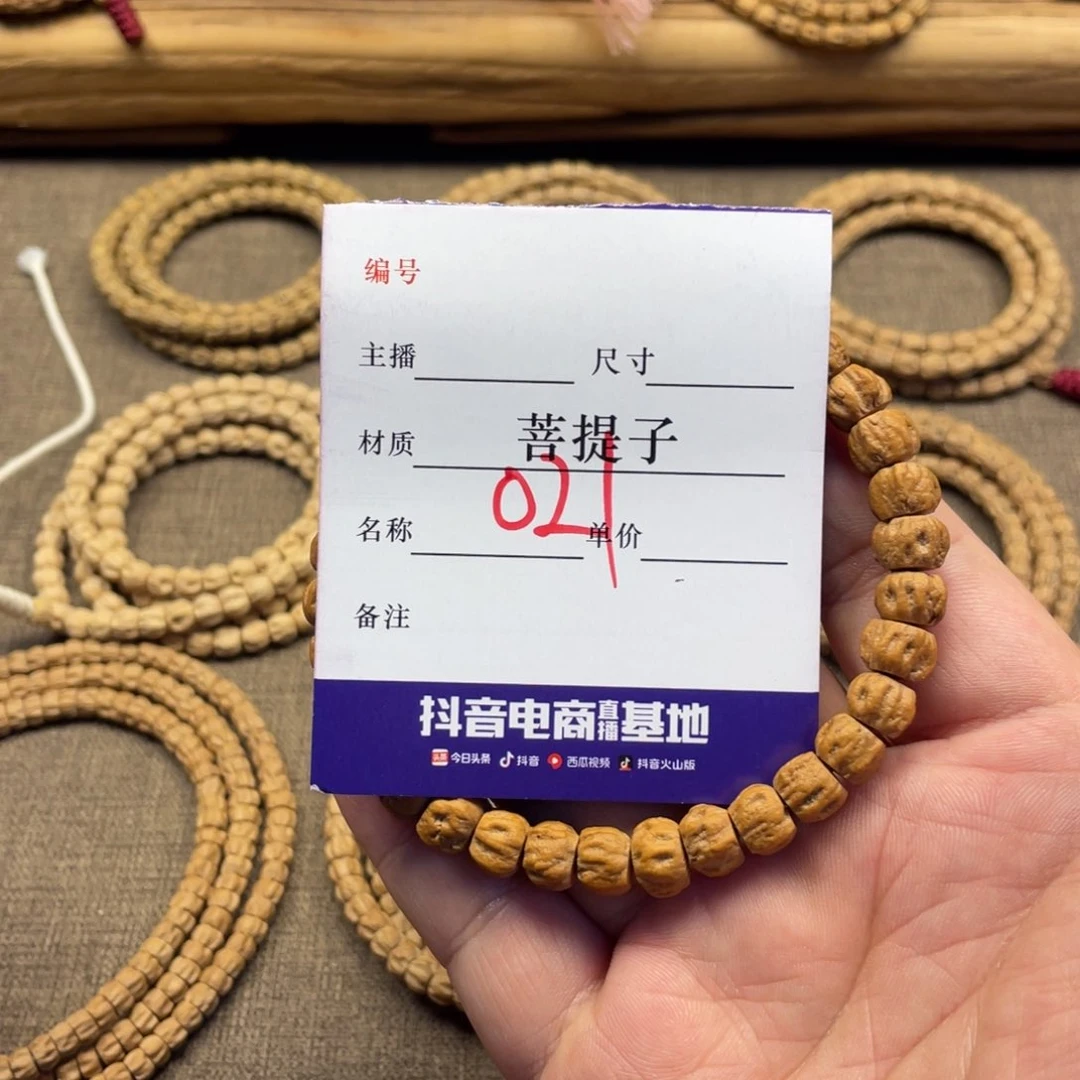 编号
主播 尺寸
材质 菩提子
021
名称 单价
备注
抖音电商直播基地
头条 今日头条 抖音 西瓜视频 抖音火山版